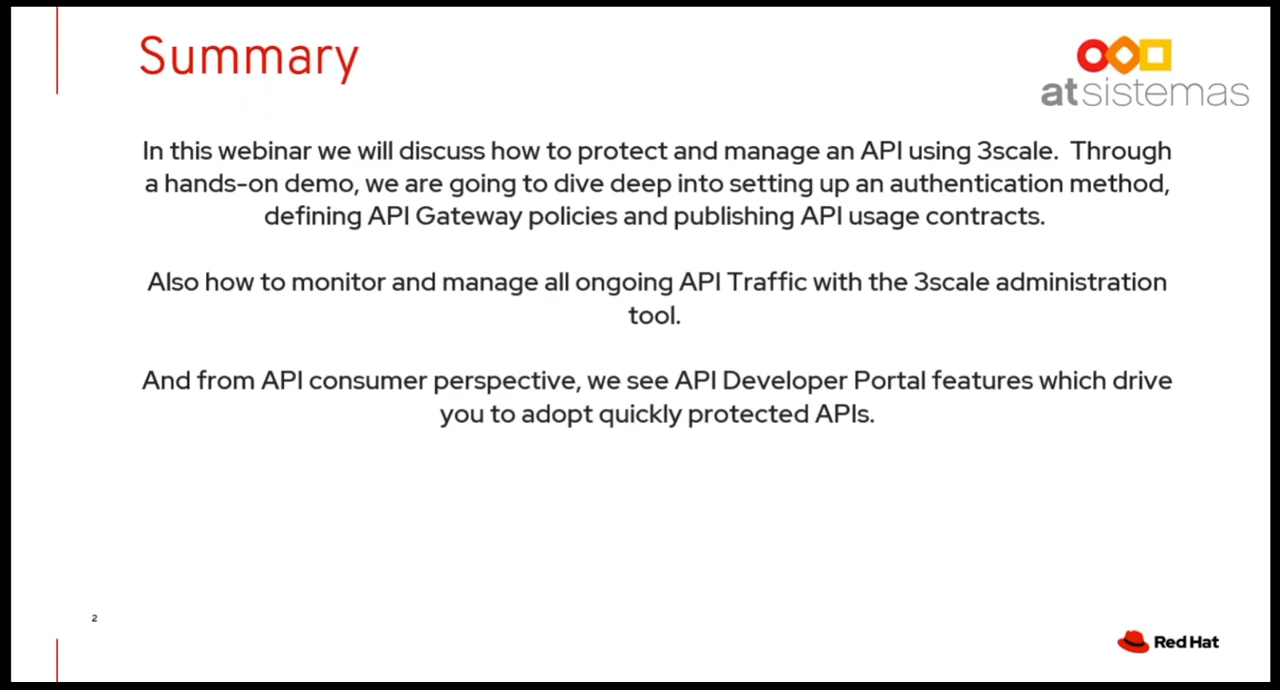 Summary
atsistemas
In this webinar we will discuss how to protect and manage an API using 3scale.  Through
a hands-on demo, we are going to dive deep into setting up an authentication method,
defining API Gateway policies and publishing API usage contracts.
Also how to monitor and manage all ongoing API Traffic with the 3scale administration
tool.
And from API consumer perspective, we see API Developer Portal features which drive
you to adopt quickly protected APIs.
2
Red Hat